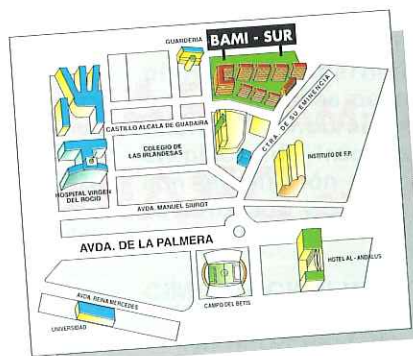 GUARDERIA
BAMI - SUR
CASTILLO ALCALA DE GUADAIRA
CTRA. DE SU EMINENCIA
COLEGIO DE
LAS IRLANDESAS
INSTITUTO DE F.P.
HOSPITAL VIRGEN
DEL ROCIO
AVDA. MANUEL SIUROT
AVDA. DE LA PALMERA
HOTEL AL - ANDALUS
AVDA. REINA MERCEDES
CAMPO DEL BETIS
UNIVERSIDAD